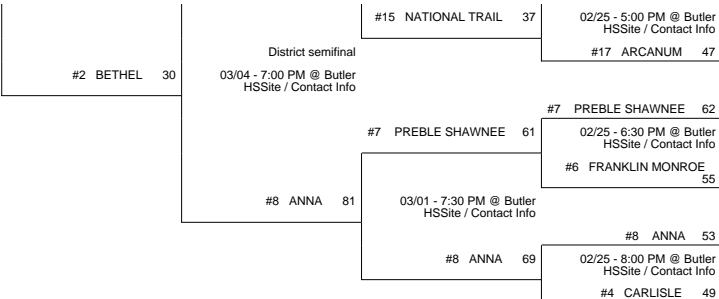 #15 NATIONAL TRAIL 37
02/25 - 5:00 PM @ Butler
HSSite / Contact Info
District semifinal
#17 ARCANUM 47
#2 BETHEL 30
03/04 - 7:00 PM @ Butler
HSSite / Contact Info
#7 PREBLE SHAWNEE 62
#7 PREBLE SHAWNEE 61
02/25 - 6:30 PM @ Butler
HSSite / Contact Info
#6 FRANKLIN MONROE
55
#8 ANNA 81
03/01 - 7:30 PM @ Butler
HSSite / Contact Info
#8 ANNA 53
#8 ANNA 69
02/25 - 8:00 PM @ Butler
HSSite / Contact Info
#4 CARLISLE 49